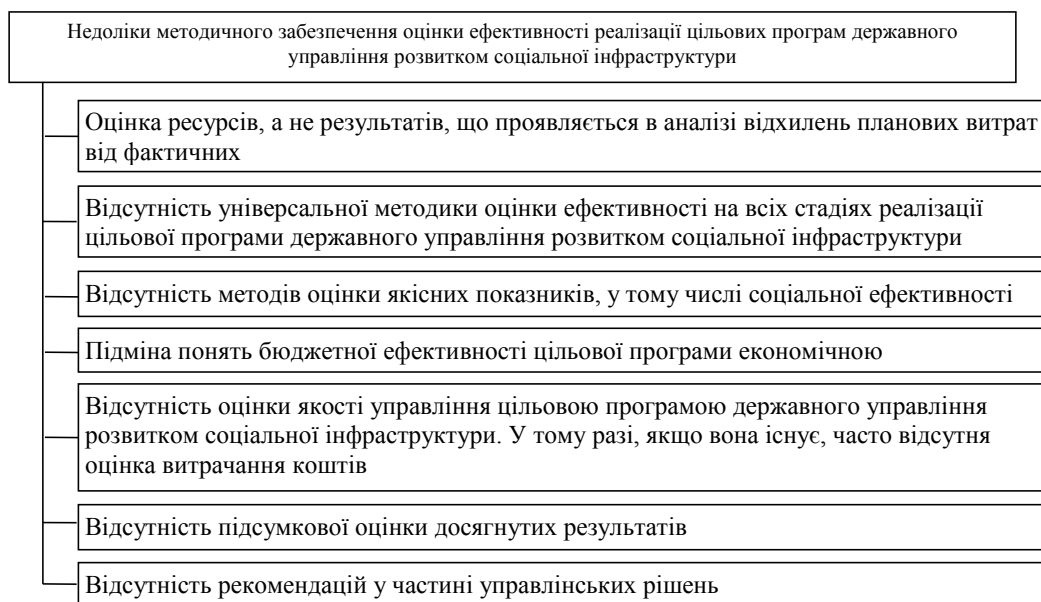 Недоліки методичного забезпечення оцінки ефективності реалізації цільових програм державного
управління розвитком соціальної інфраструктури
Оцінка ресурсів, а не результатів, що проявляється в аналізі відхилень планових витрат
від фактичних
Відсутність універсальної методики оцінки ефективності на всіх стадіях реалізації
цільової програми державного управління розвитком соціальної інфраструктури
Відсутність методів оцінки якісних показників, у тому числі соціальної ефективності
Підміна понять бюджетної ефективності цільової програми економічною
Відсутність оцінки якості управління цільовою програмою державного управління
розвитком соціальної інфраструктури. У тому разі, якщо вона існує, часто відсутня
оцінка витрачання коштів
Відсутність підсумкової оцінки досягнутих результатів
Відсутність рекомендацій у частині управлінських рішень